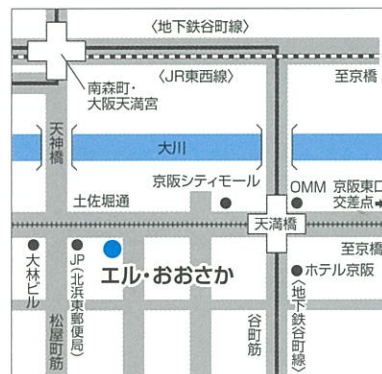 〈地下鉄谷町線〉
〈JR東西線〉
至京橋
南森町・
大阪天満宮
天神橋
大川
京阪シティモール
OMM
京阪東口
交差点➡
土佐堀通
天満橋
至京橋
大林ビル
JP(北浜東郵便局)
エル・おおさか
ホテル京阪
松屋町筋
谷町筋
〈地下鉄谷町線〉